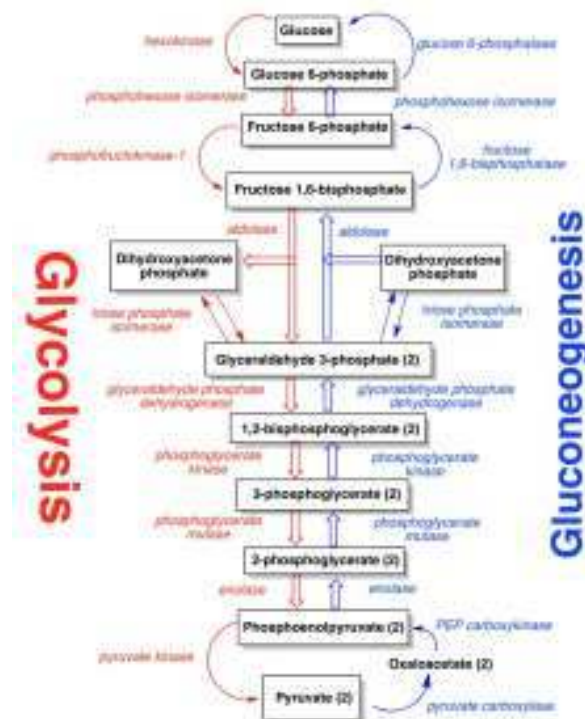 Glucose
hexokinase
glucose 6-phosphatase
Glucose 6-phosphate
phosphohexose isomerase
phosphohexose isomerase
Fructose 6-phosphate
phosphofructokinase-1
fructose
1,6-bisphosphatase
Fructose 1,6-bisphosphate
aldolase
aldolase
Dihydroxyacetone
phosphate
Dihydroxyacetone
phosphate
triose phosphate
isomerase
triose phosphate
isomerase
Glyceraldehyde 3-phosphate (2)
glyceraldehyde phosphate
dehydrogenase
glyceraldehyde phosphate
dehydrogenase
1,3-bisphosphoglycerate (2)
phosphoglycerate
kinase
phosphoglycerate
kinase
3-phosphoglycerate (2)
phosphoglycerate
mutase
phosphoglycerate
mutase
2-phosphoglycerate (2)
enolase
enolase
Phosphoenolpyruvate (2)
PEP carboxykinase
pyruvate kinase
Oxaloacetate (2)
Pyruvate (2)
pyruvate carboxylase
Glycolysis
Gluconeogenesis